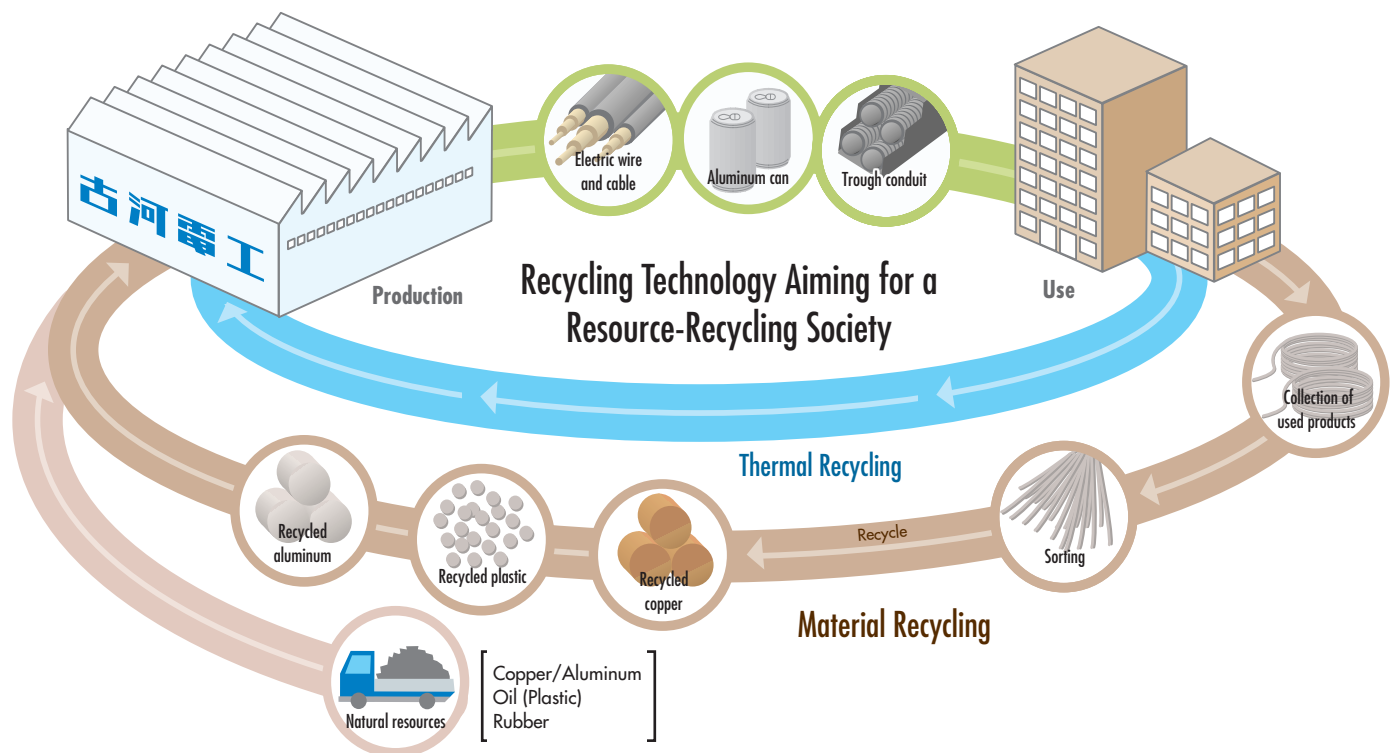 古河電工
Production
Electric wire
and cable
Aluminum can
Trough conduit
Use
Recycling Technology Aiming for a
Resource-Recycling Society
Collection of
used products
Thermal Recycling
Sorting
Recycle
Recycled
copper
Recycled plastic
Recycled
aluminum
Material Recycling
Natural resources
Copper/Aluminum
Oil (Plastic)
Rubber